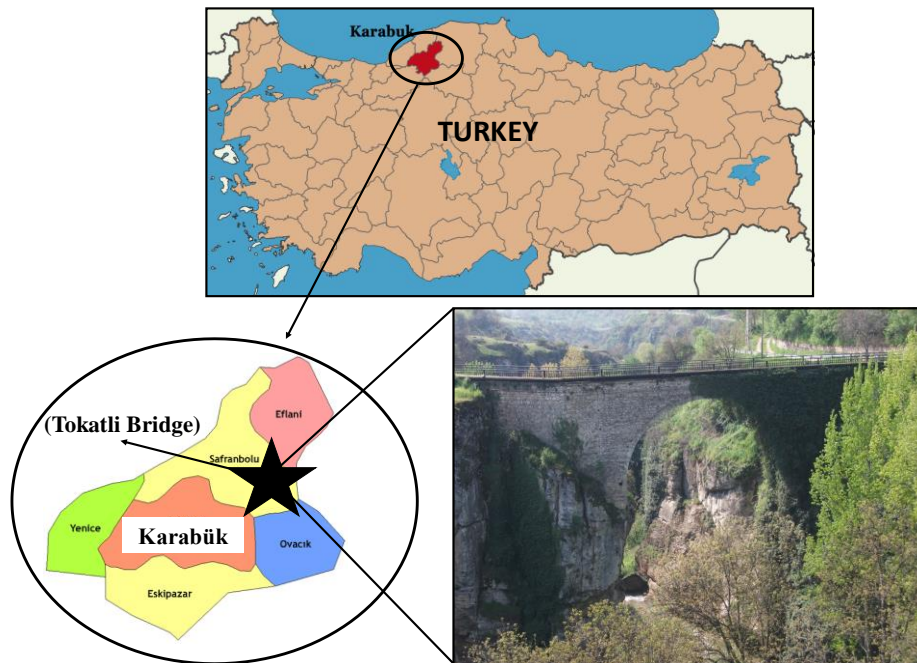 Karabuk
TURKEY
Eflani
(Tokatli Bridge)
Safranbolu
Yenice
Karabük
Ovacık
Eskipazar